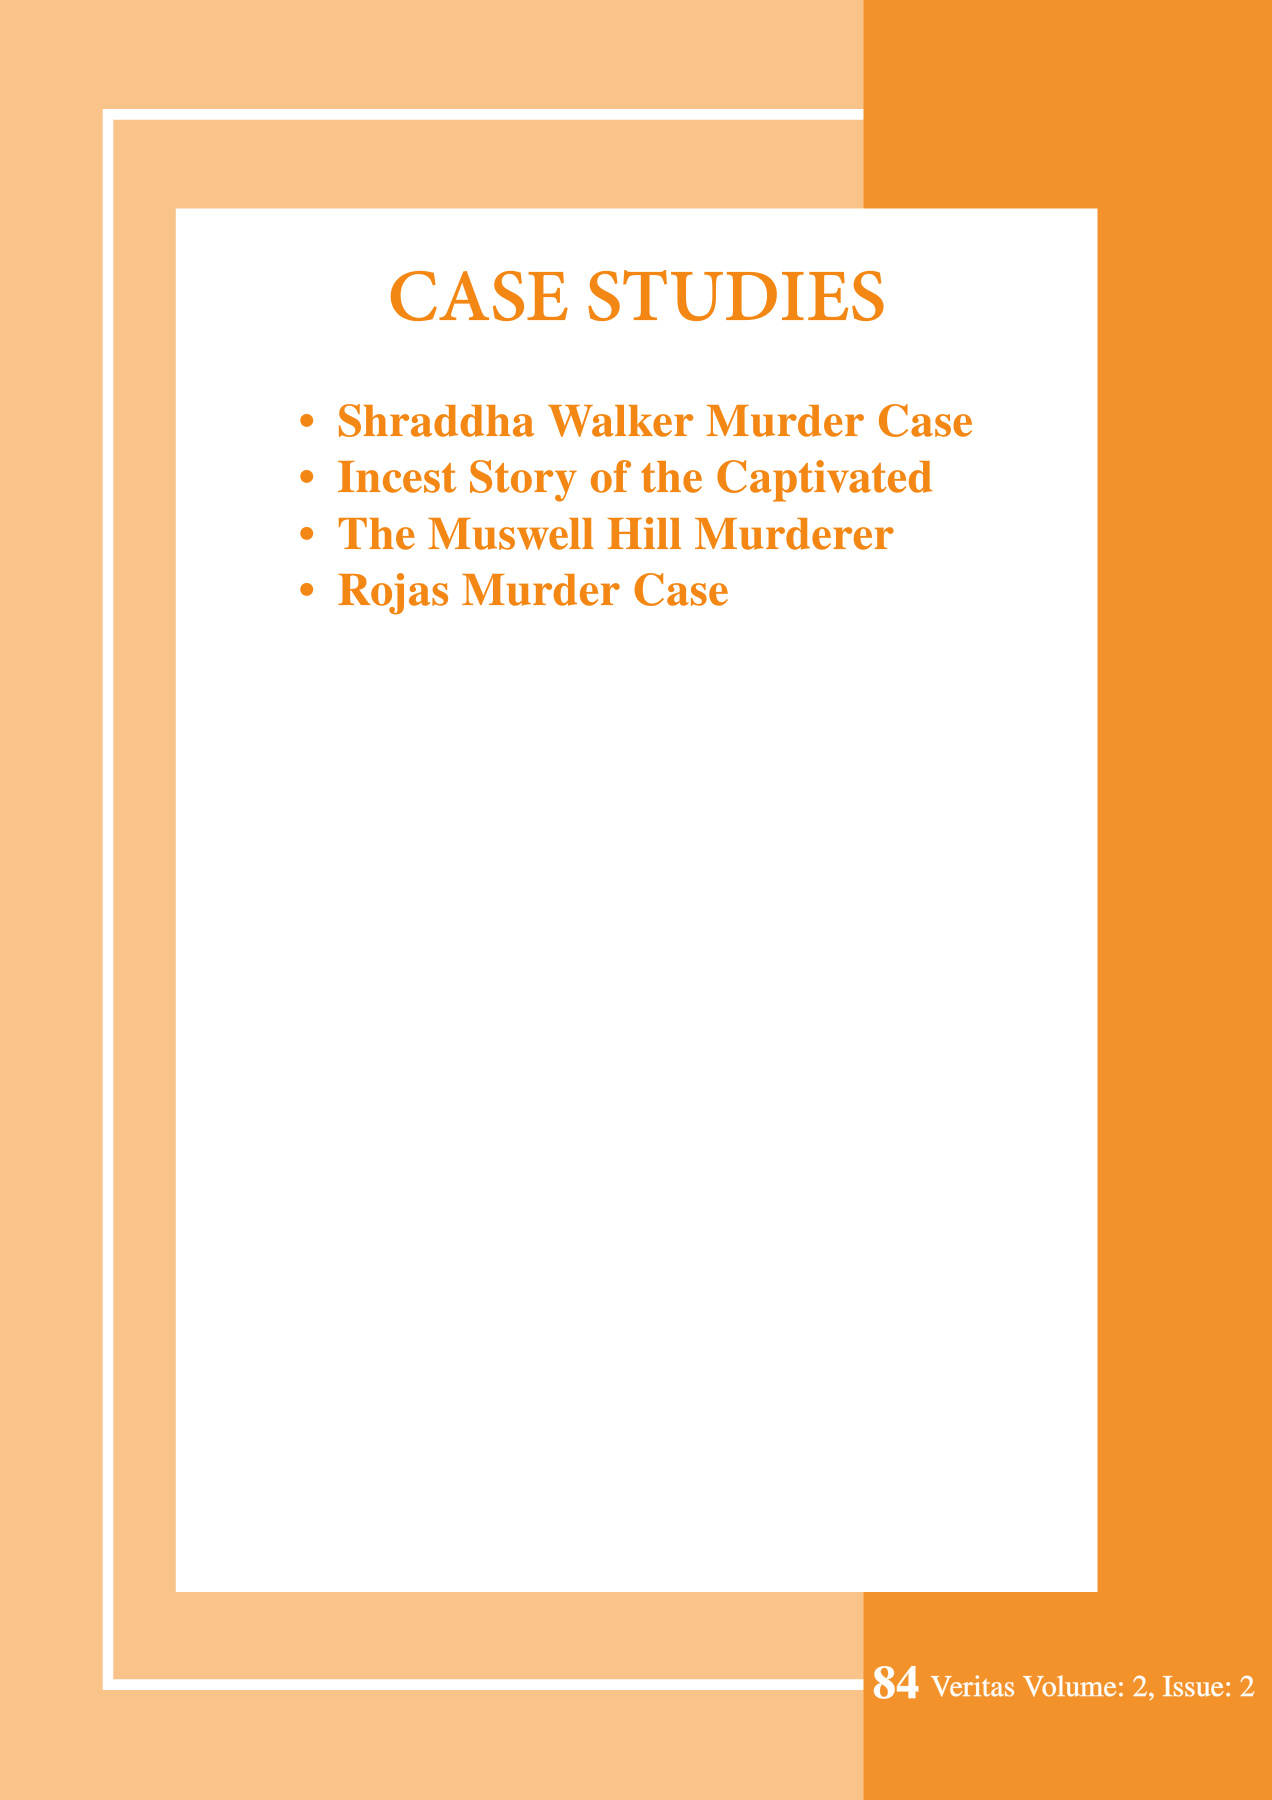 CASE STUDIES
• Shraddha Walker Murder Case
• Incest Story of the Captivated
• The Muswell Hill Murderer
• Rojas Murder Case
84 Veritas Volume: 2, Issue: 2